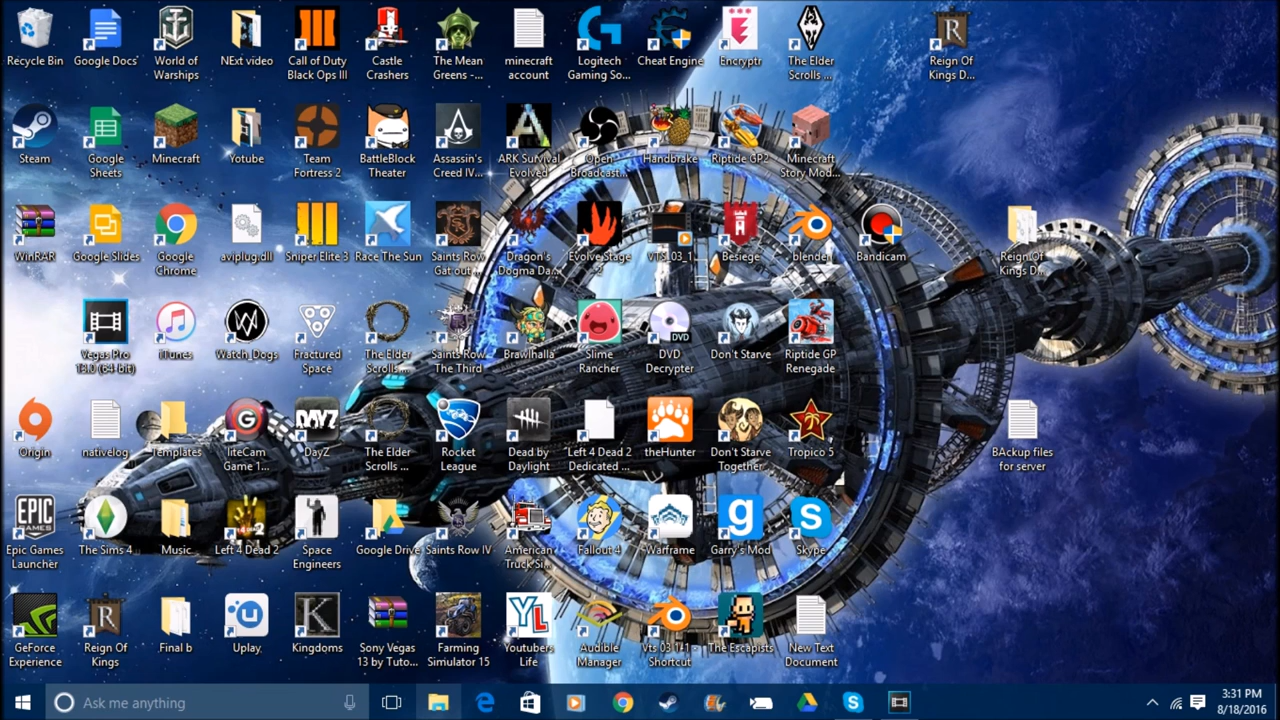 Recycle Bin
Google Docs
World of
Warships
NExt video
Call of Duty
Black Ops III
Castle
Crashers
The Mean
Greens -...
minecraft
account
Logitech
Gaming So...
Cheat Engine
Encryptr
The Elder
Scrolls ...
Reign Of
Kings D...
Steam
Google
Sheets
Minecraft
Yotube
Team
Fortress 2
BattleBlock
Theater
Assassin's
Creed IV...
ARK Survival
Evolved
Open
Broadcast...
Handbrake
Riptide GP2
Minecraft
Story Mod...
WinRAR
Google Slides
Google
Chrome
aviplug.dll
Sniper Elite 3
Race The Sun
Saints Row
Gat out ...
Dragon's
Dogma Da...
Evolve Stage
2
VTS_03_1
Besiege
blender
Bandicam
Reign Of
Kings D...
Vegas Pro
13.0 (64-bit)
iTunes
Watch_Dogs
Fractured
Space
The Elder
Scrolls...
Saints Row
The Third
Brawlhalla
Slime
Rancher
DVD
DVD
Decrypter
Don't Starve
Riptide GP
Renegade
Origin
nativelog
Templates
liteCam
Game 1...
DAYZ
DayZ
The Elder
Scrolls ...
Rocket
League
Dead by
Daylight
Left 4 Dead 2
Dedicated ...
theHunter
Don't Starve
Together
Tropico 5
BAckup files
for server
EPIC
GAMES
Epic Games
Launcher
The Sims 4
Music
Left 4 Dead 2
Space
Engineers
Google Drive
Saints Row IV
American
Truck Si...
Fallout 4
Warframe
Garry's Mod
Skype
GeForce
Experience
Reign Of
Kings
Final b
Uplay
Kingdoms
Sony Vegas
13 by Tuto...
Farming
Simulator 15
YL
Youtubers
Life
Audible
Manager
Vts 03 1-1 -
Shortcut
The Escapists
New Text
Document
Ask me anything
3:31 PM
8/18/2016